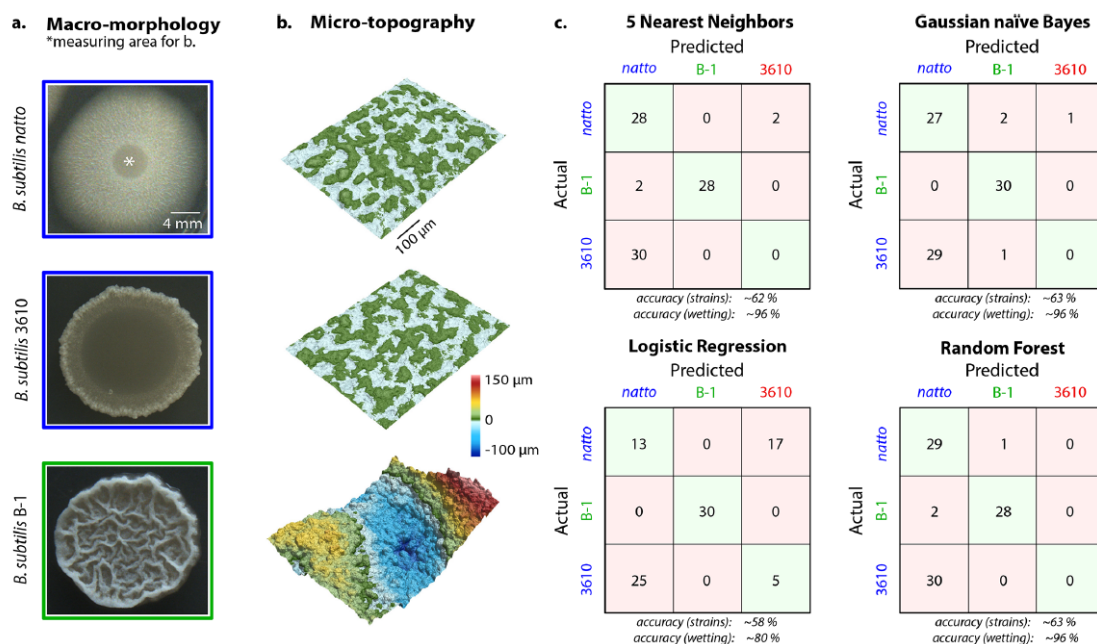 a. Macro-morphology
*measuring area for b.
B. subtilis natto
*
4 mm
B. subtilis 3610
B. subtilis B-1
b. Micro-topography
100 µm
150 µm
0
-100 µm
c. 5 Nearest Neighbors
Predicted
natto B-1 3610
Actual
natto 28 0 2
B-1 2 28 0
3610 30 0 0
accuracy (strains): ~62 %
accuracy (wetting): ~96 %
Gaussian naïve Bayes
Predicted
natto B-1 3610
Actual
natto 27 2 1
B-1 0 30 0
3610 29 1 0
accuracy (strains): ~63 %
accuracy (wetting): ~96 %
Logistic Regression
Predicted
natto B-1 3610
Actual
natto 13 0 17
B-1 0 30 0
3610 25 0 5
accuracy (strains): ~58 %
accuracy (wetting): ~80 %
Random Forest
Predicted
natto B-1 3610
Actual
natto 29 1 0
B-1 2 28 0
3610 30 0 0
accuracy (strains): ~63 %
accuracy (wetting): ~96 %